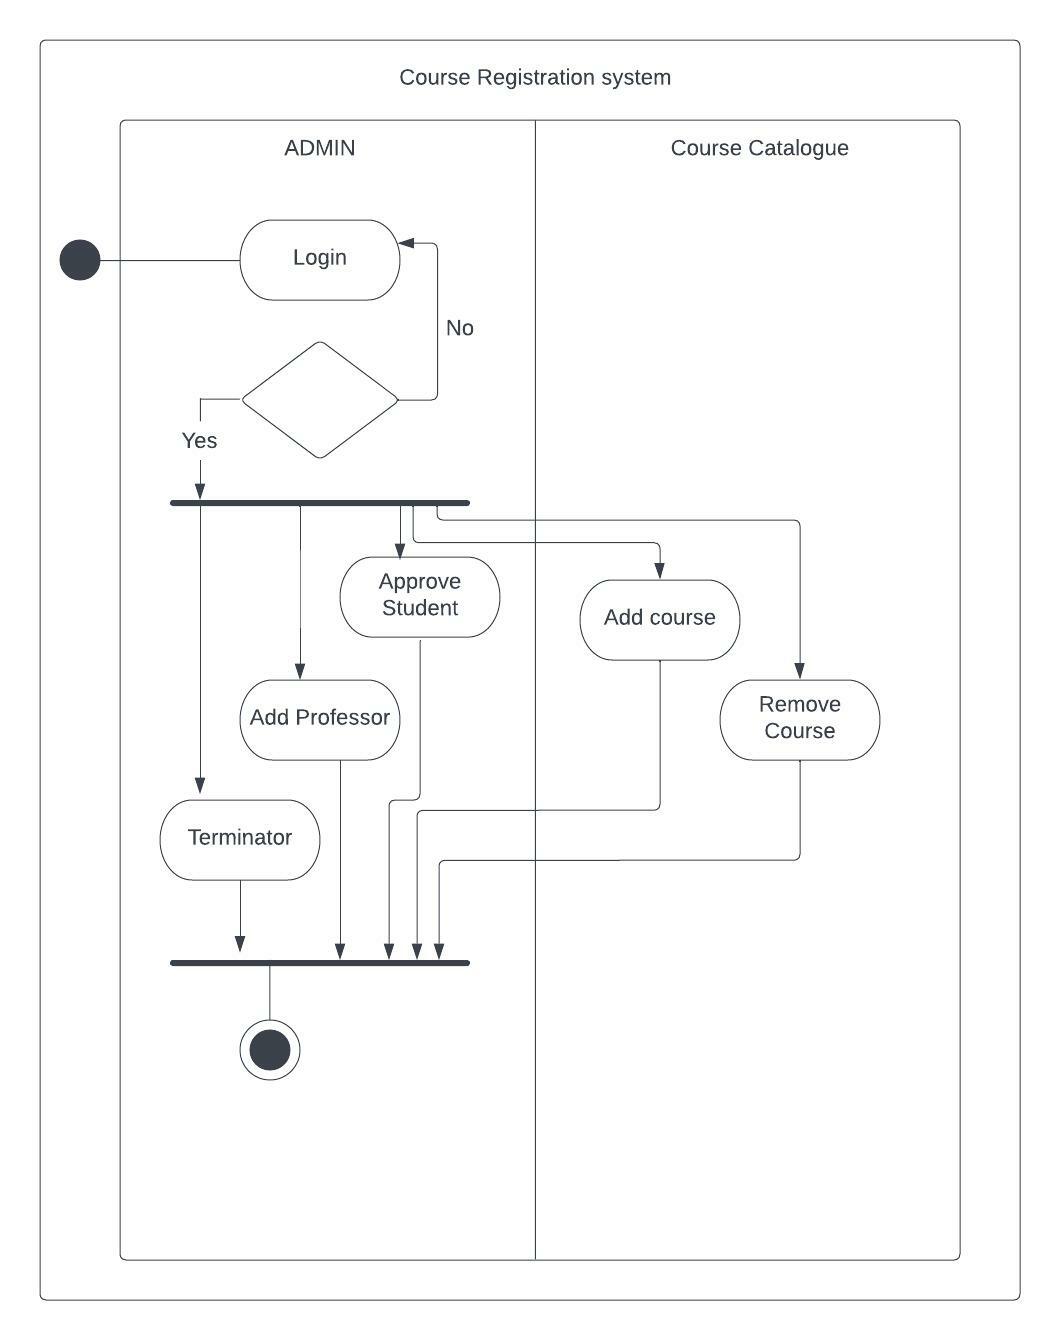 Course Registration system
ADMIN
Course Catalogue
Login
No
Yes
Approve
Student
Add course
Add Professor
Remove
Course
Terminator